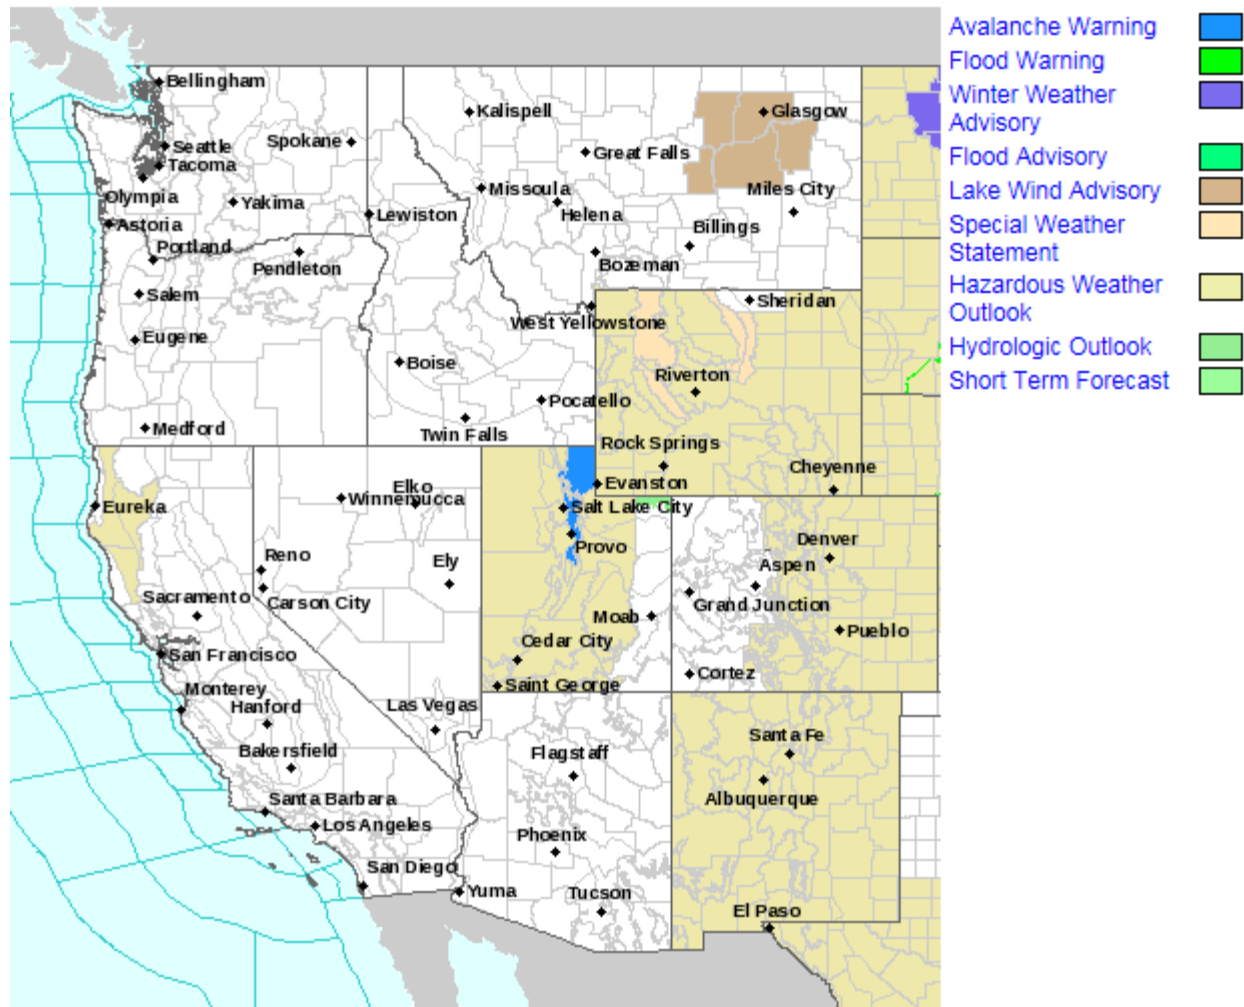 Bellingham
Seattle
Tacoma
Spokane
Olympia
Yakima
Astoria
Lewiston
Portland
Pendleton
Salem
Eugene
Medford
Kalispell
Glasgow
Great Falls
Missoula
Helena
Miles City
Billings
Bozeman
West Yellowstone
Sheridan
Boise
Riverton
Pocatello
Twin Falls
Rock Springs
Cheyenne
Evanston
Eureka
Elko
Winnemucca
Salt Lake City
Provo
Reno
Ely
Denver
Aspen
Sacramento
Carson City
Moab
Grand Junction
Pueblo
San Francisco
Cedar City
Cortez
Saint George
Monterey
Hanford
Las Vegas
Bakersfield
Flagstaff
Santa Fe
Albuquerque
Santa Barbara
Los Angeles
Phoenix
San Diego
Yuma
Tucson
El Paso
Avalanche Warning
Flood Warning
Winter Weather
Advisory
Flood Advisory
Lake Wind Advisory
Special Weather
Statement
Hazardous Weather
Outlook
Hydrologic Outlook
Short Term Forecast